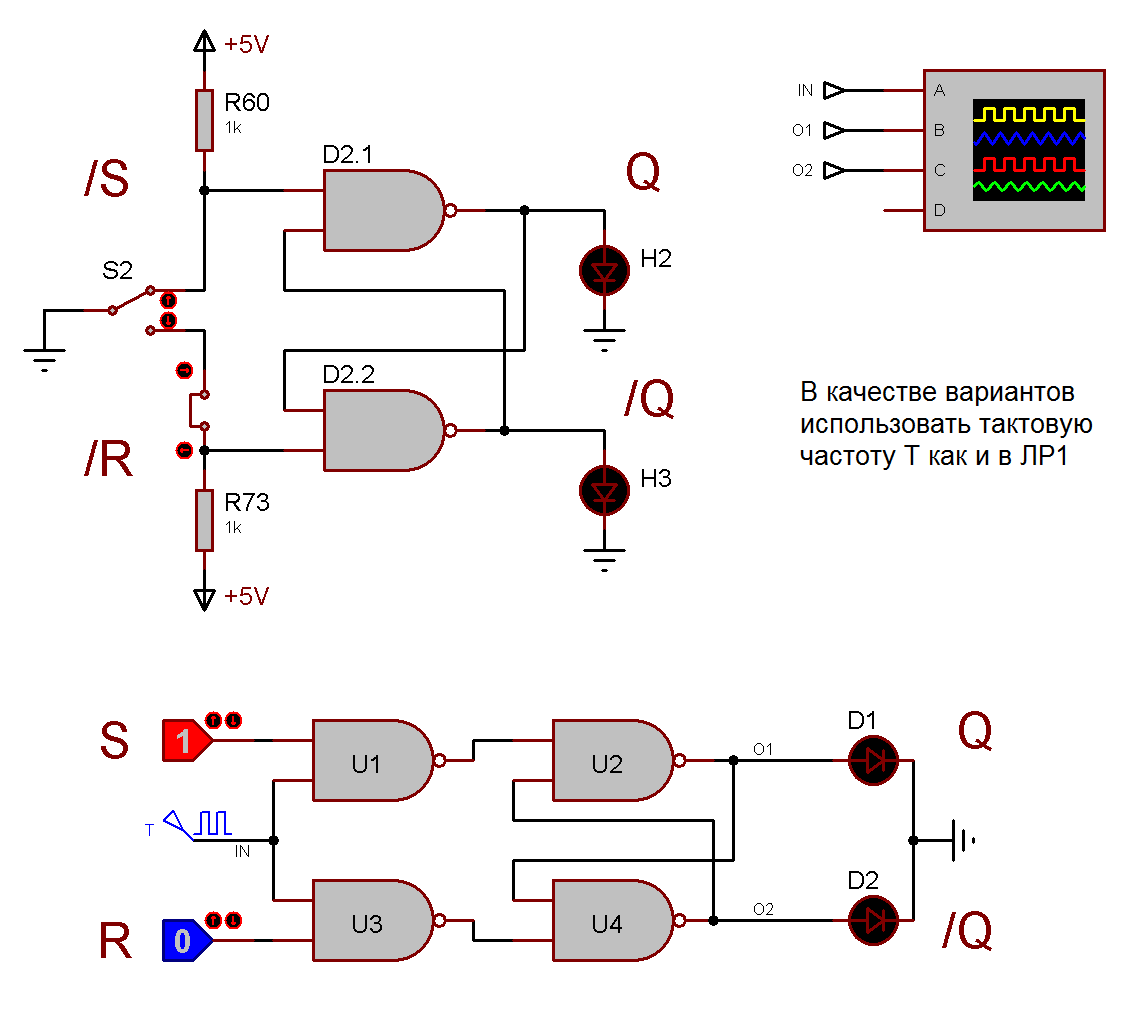 +5V
R60
1k
/S
D2.1
Q
S2
H2
D2.2
/Q
/R
H3
R73
1k
+5V
IN
A
O1
B
O2
C
D
В качестве вариантов
использовать тактовую
частоту Т как и в ЛР1
S
1
U1
U2
O1
D1
Q
T
IN
R
0
U3
U4
O2
D2
/Q